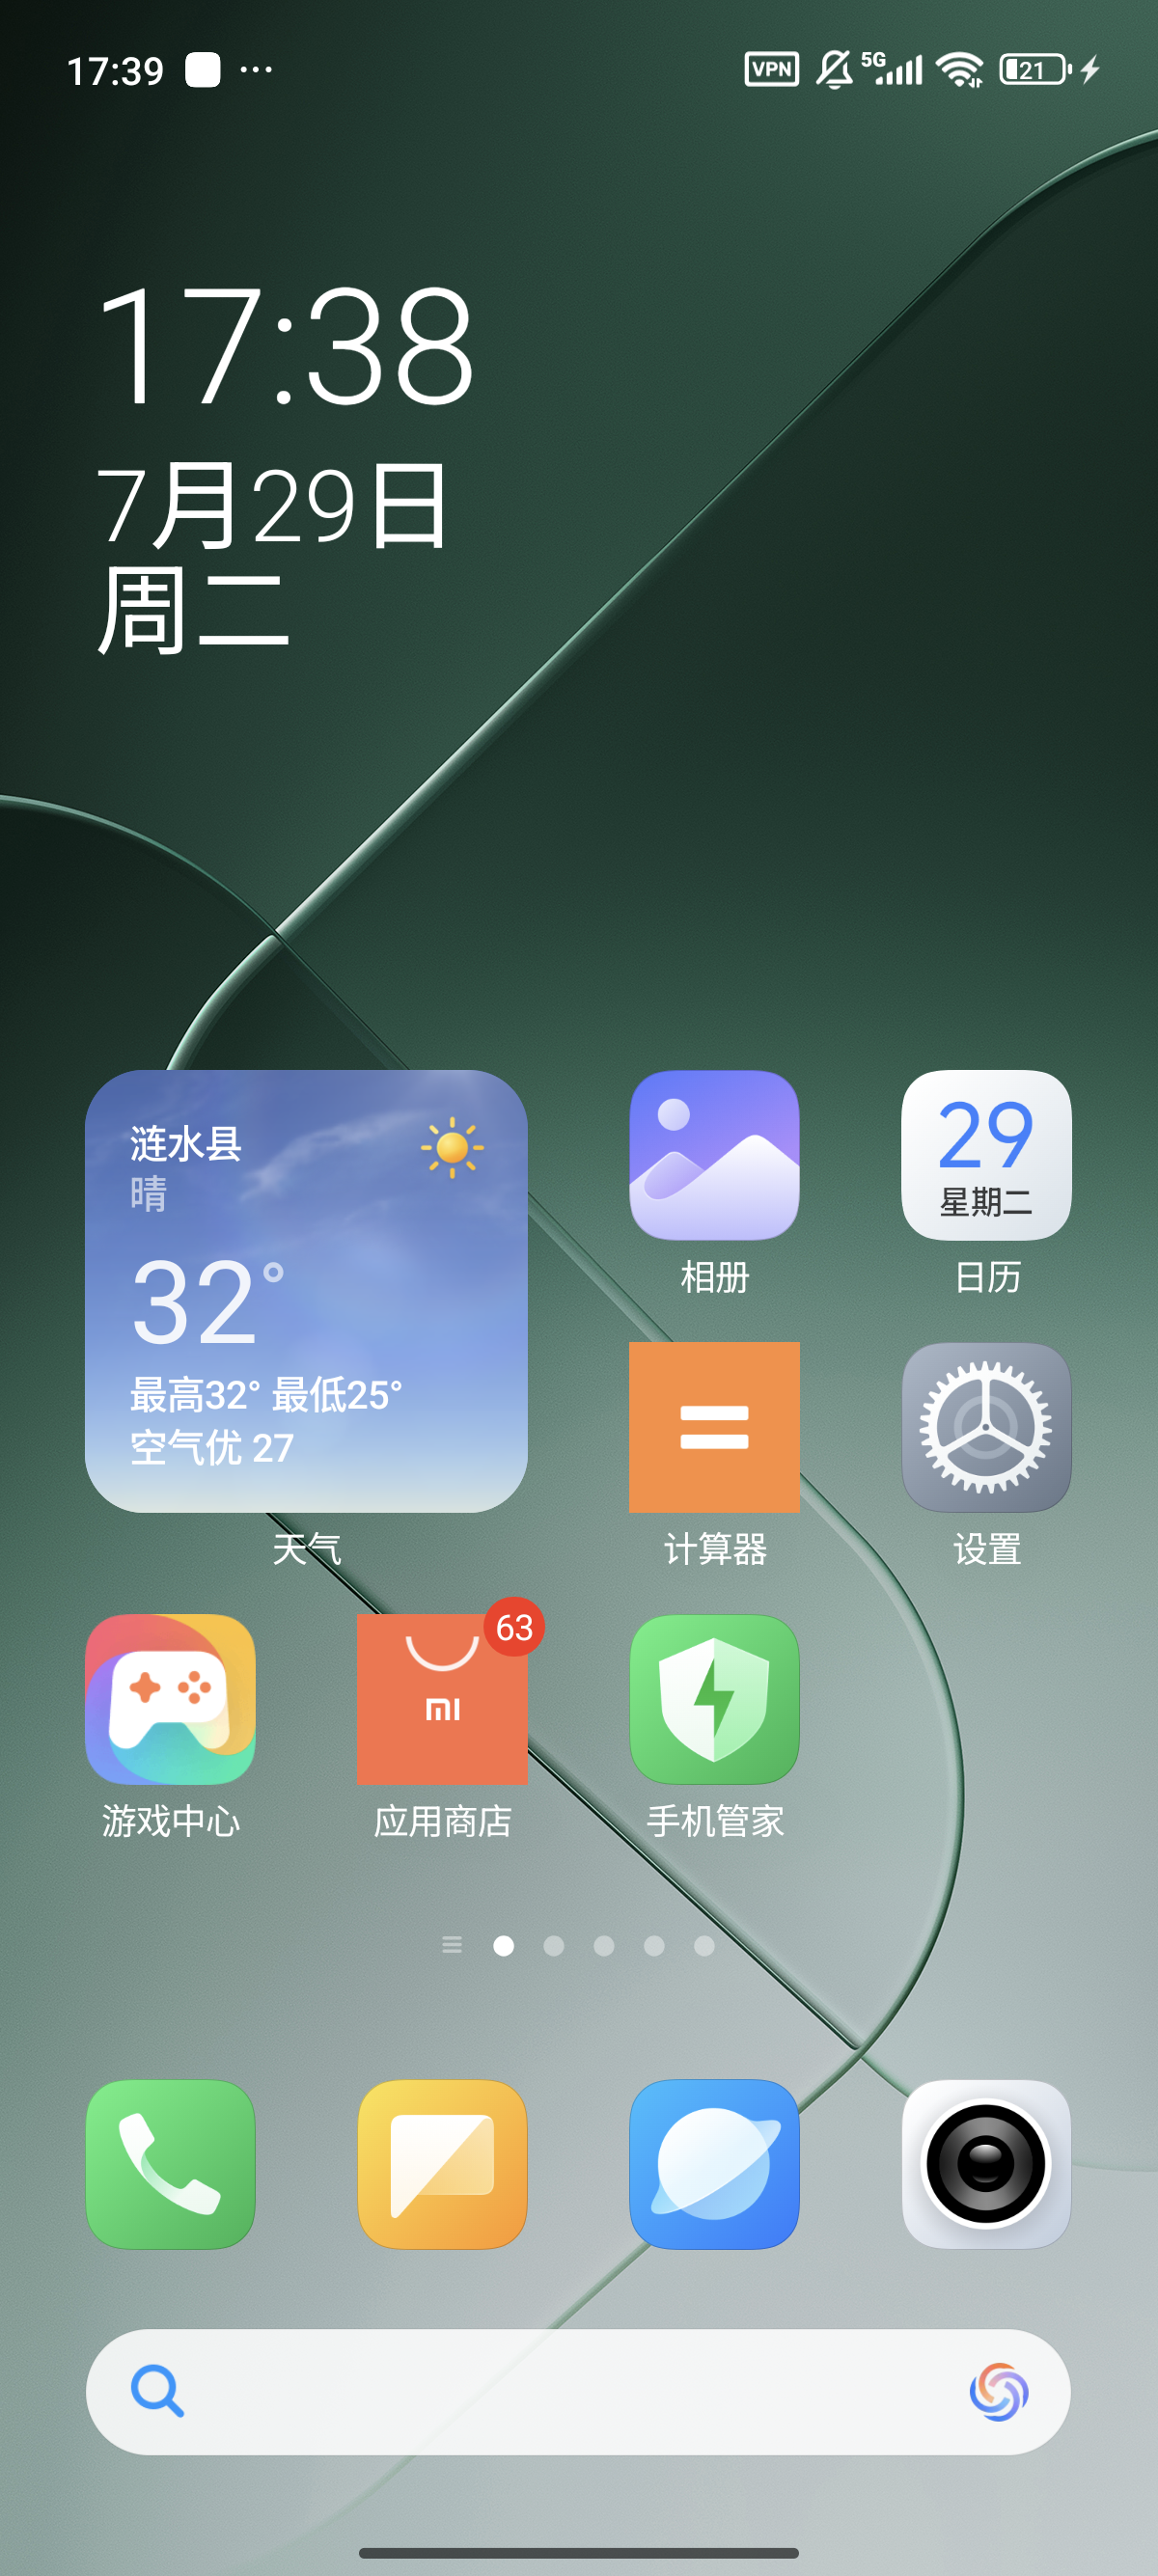 17:39
VPN
5G
21
17:38
7月29日
周二
涟水县
晴
32°
最高32° 最低25°
空气优 27
天气
相册
29
星期二
日历
计算器
设置
游戏中心
63
mi
应用商店
手机管家